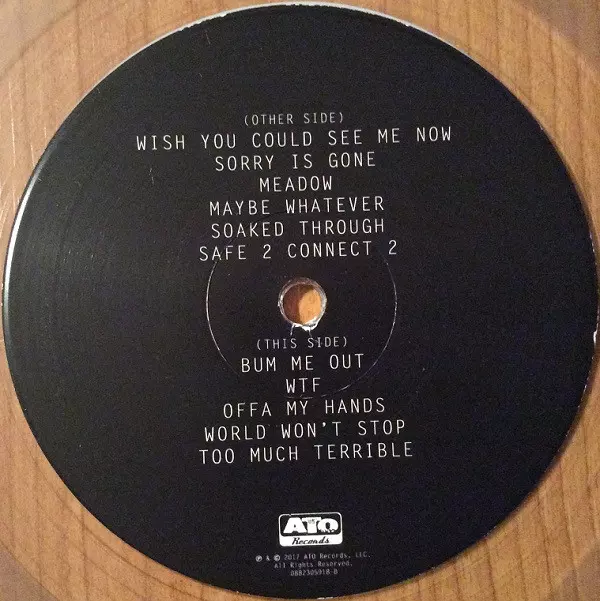 (OTHER SIDE)
WISH YOU COULD SEE ME NOW
SORRY IS GONE
MEADOW
MAYBE WHATEVER
SOAKED THROUGH
SAFE 2 CONNECT 2
(THIS SIDE)
BUM ME OUT
WTF
OFFA MY HANDS
WORLD WON'T STOP
TOO MUCH TERRIBLE
ATO
Records
℗ & © 2017 ATO Records, LLC.
All Rights Reserved.
0882305918-B